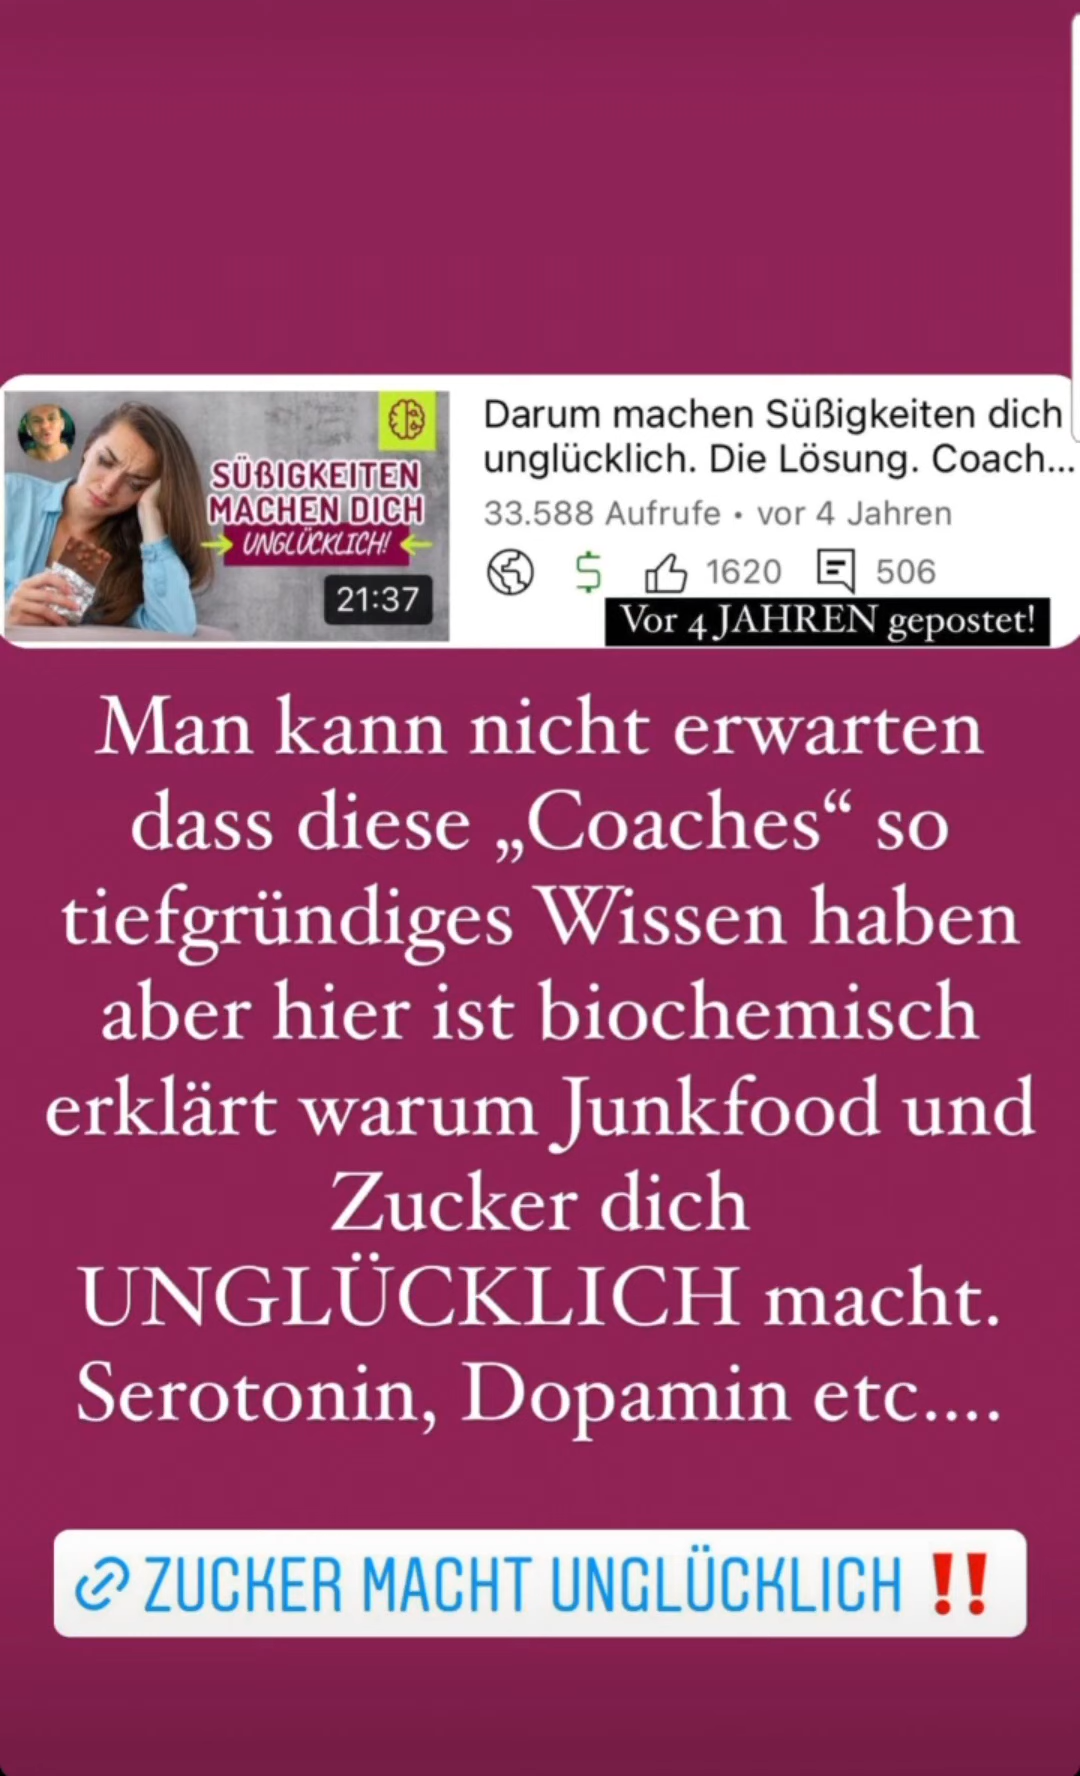 SÜßIGKEITEN
MACHEN DICH
UNGLÜCKLICH!
21:37
Darum machen Süßigkeiten dich
unglücklich. Die Lösung. Coach...
33.588 Aufrufe • vor 4 Jahren
1620 506
Vor 4 JAHREN gepostet!
Man kann nicht erwarten
dass diese „Coaches“ so
tiefgründiges Wissen haben
aber hier ist biochemisch
erklärt warum Junkfood und
Zucker dich
UNGLÜCKLICH macht.
Serotonin, Dopamin etc....
ZUCKER MACHT UNGLÜCKLICH ‼️